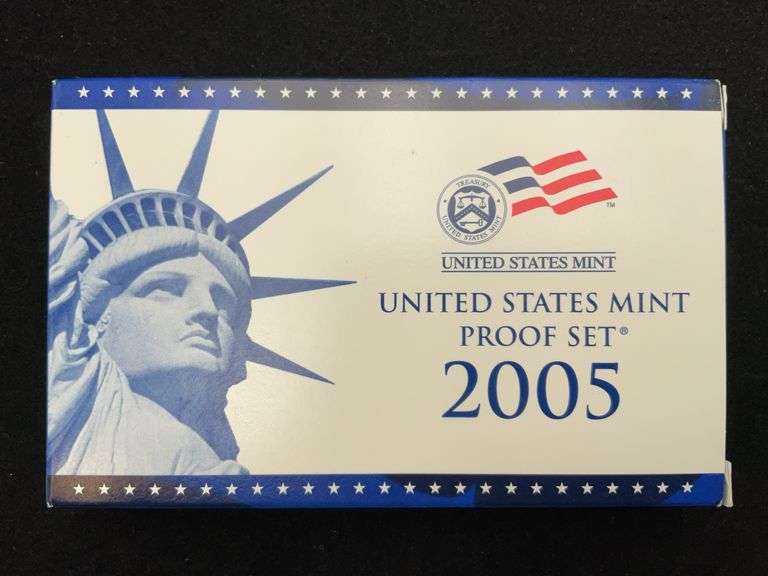 TREASURY
UNITED STATES MINT
TM
UNITED STATES MINT
UNITED STATES MINT
PROOF SET®
2005